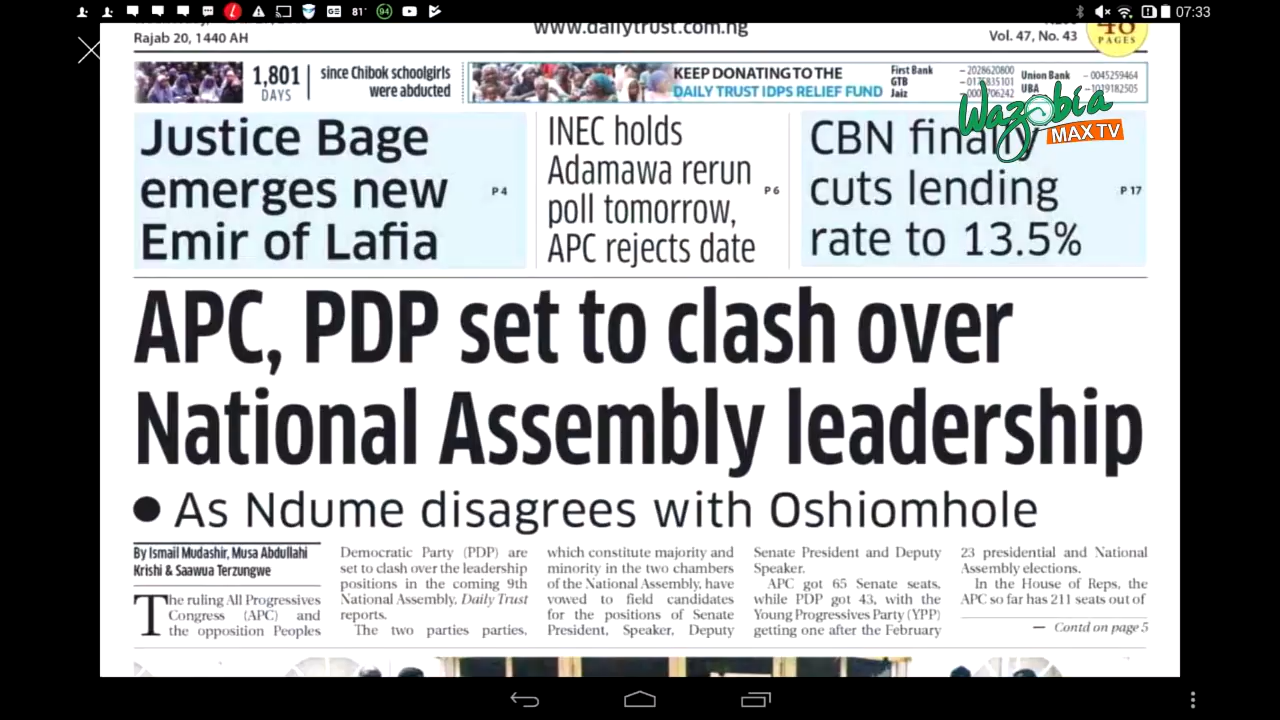 81°
94
07:33
www.dailytrust.com.ng
Rajab 20, 1440 AH
Vol. 47, No. 43
48
PAGES
1,801
DAYS
since Chibok schoolgirls
were abducted
KEEP DONATING TO THE
DAILY TRUST IDPS RELIEF FUND
First Bank – 2028620800
GTB
Jaiz
Union Bank – 0045259464
UBA – 1019182505
Wazobia
MAX TV
Justice Bage
emerges new
Emir of Lafia
P 4
INEC holds
Adamawa rerun
poll tomorrow,
APC rejects date
P 6
CBN finally
cuts lending
rate to 13.5%
P 17
APC, PDP set to clash over
National Assembly leadership
● As Ndume disagrees with Oshiomhole
By Ismail Mudashir, Musa Abdullahi
Krishi & Saawua Terzungwe
The ruling All Progressives
Congress (APC) and
the opposition Peoples
Democratic Party (PDP) are
set to clash over the leadership
positions in the coming 9th
National Assembly, Daily Trust
reports.
The two parties parties,
which constitute majority and
minority in the two chambers
of the National Assembly, have
vowed to field candidates
for the positions of Senate
President, Speaker, Deputy
Senate President and Deputy
Speaker.
APC got 65 Senate seats,
while PDP got 43, with the
Young Progressives Party (YPP)
getting one after the February
23 presidential and National
Assembly elections.
In the House of Reps, the
APC so far has 211 seats out of
— Contd on page 5